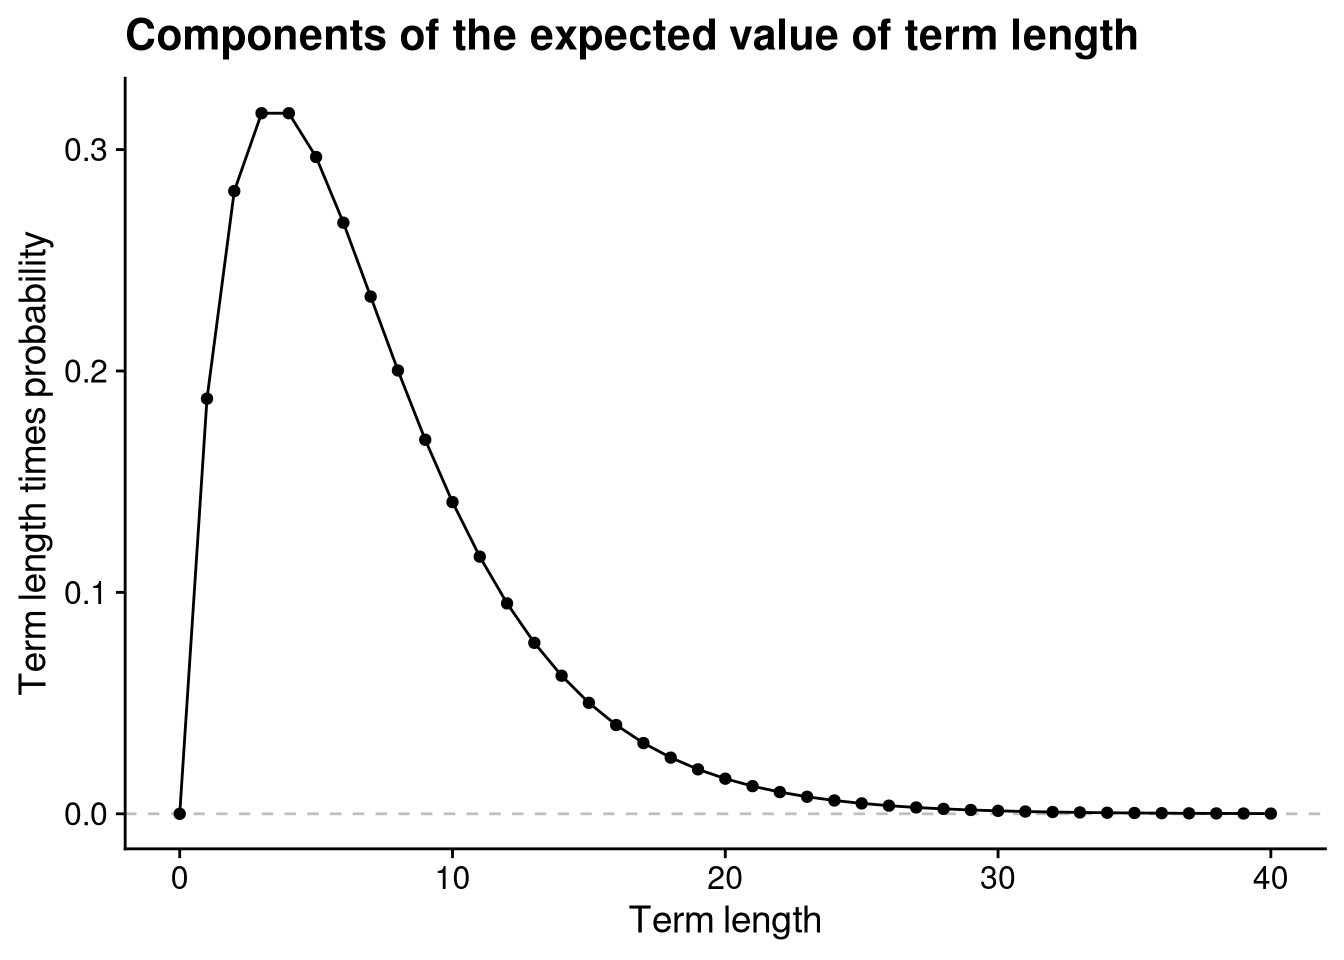 Components of the expected value of term length
Term length times probability
0.3
0.2
0.1
0.0
0 10 20 30 40
Term length